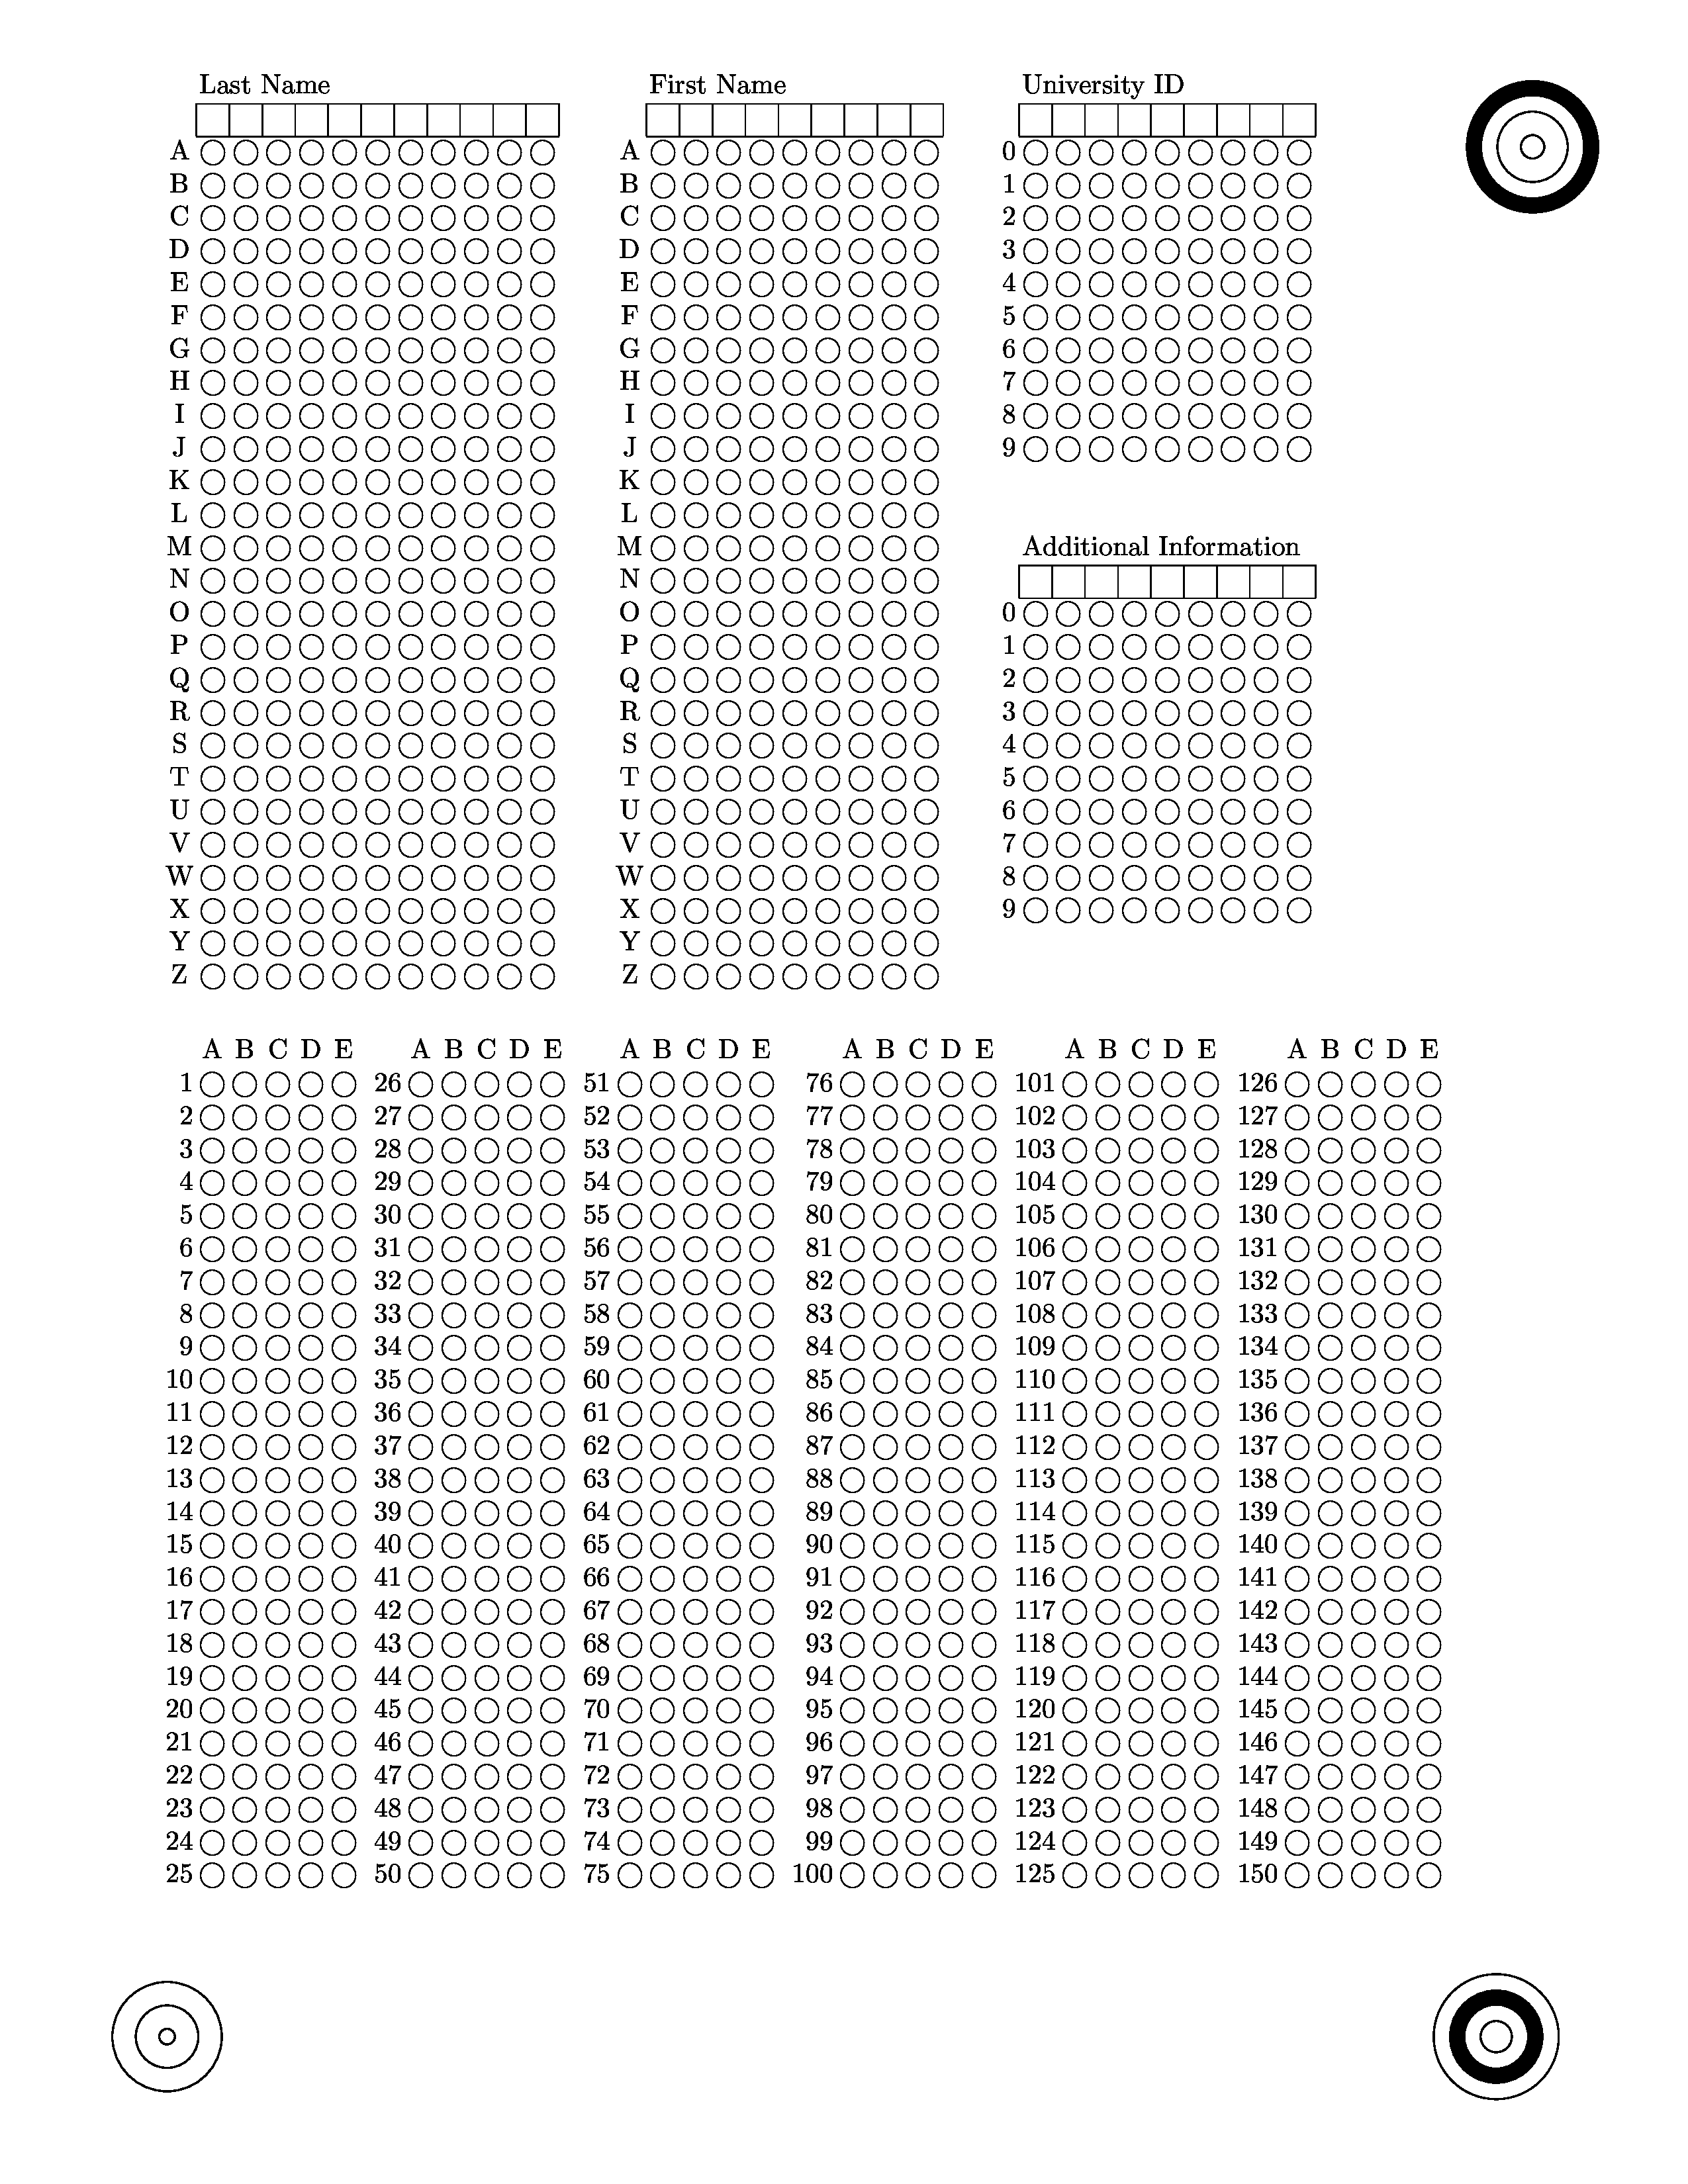 Last Name
First Name
University ID
A A 0
B B 1
C C 2
D D 3
E E 4
F F 5
G G 6
H H 7
I I 8
J J 9
K K
L L
M M Additional Information
N N
O O 0
P P 1
Q Q 2
R R 3
S S 4
T T 5
U U 6
V V 7
W W 8
X X 9
Y Y
Z Z
A B C D E A B C D E A B C D E A B C D E A B C D E A B C D E
1 26 51 76 101 126
2 27 52 77 102 127
3 28 53 78 103 128
4 29 54 79 104 129
5 30 55 80 105 130
6 31 56 81 106 131
7 32 57 82 107 132
8 33 58 83 108 133
9 34 59 84 109 134
10 35 60 85 110 135
11 36 61 86 111 136
12 37 62 87 112 137
13 38 63 88 113 138
14 39 64 89 114 139
15 40 65 90 115 140
16 41 66 91 116 141
17 42 67 92 117 142
18 43 68 93 118 143
19 44 69 94 119 144
20 45 70 95 120 145
21 46 71 96 121 146
22 47 72 97 122 147
23 48 73 98 123 148
24 49 74 99 124 149
25 50 75 100 125 150